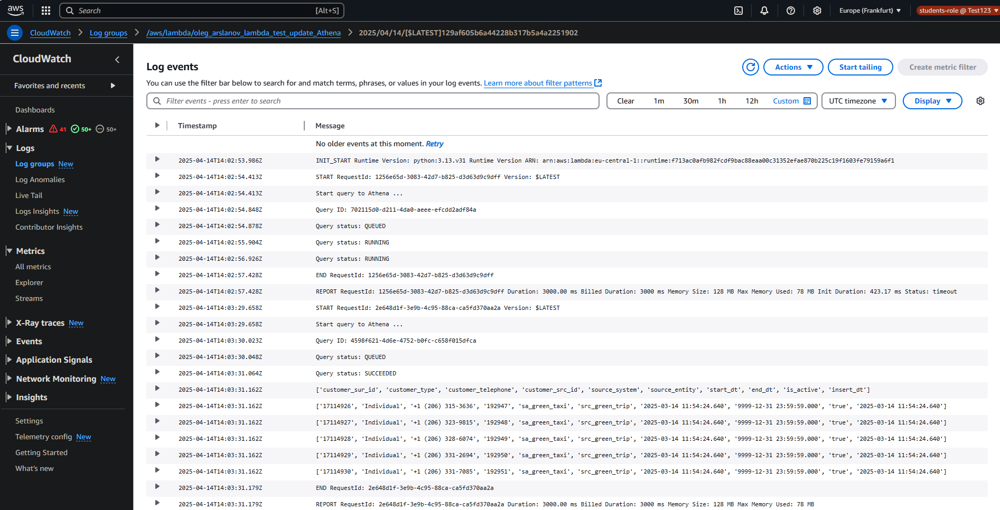 aws Search [Alt+S] Europe (Frankfurt) students-role @ Test123
CloudWatch Log groups /aws/lambda/oleg_arslanov_lambda_test_update_Athena 2025/04/14/[$LATEST]129af605b6a44228b317b5a4a2251902
CloudWatch
Favorites and recents
Dashboards
Alarms 41 50+ 50+
Logs
Log groups New
Log Anomalies
Live Tail
Logs Insights New
Contributor Insights
Metrics
All metrics
Explorer
Streams
X-Ray traces New
Events
Application Signals
Network Monitoring New
Insights
Settings
Telemetry config New
Getting Started
What's new
Log events
Actions Start tailing Create metric filter
You can use the filter bar below to search for and match terms, phrases, or values in your log events. Learn more about filter patterns
Filter events - press enter to search Clear 1m 30m 1h 12h Custom UTC timezone Display
Timestamp Message
No older events at this moment. Retry
2025-04-14T14:02:53.986Z INIT_START Runtime Version: python:3.13.v31 Runtime Version ARN: arn:aws:lambda:eu-central-1::runtime:f713ac0afb982fcdf9bac88eaa00c31352efae870b225c19f1603fe79159a6f1
2025-04-14T14:02:54.413Z START RequestId: 1256e65d-3083-42d7-b825-d3d63d9c9dff Version: $LATEST
2025-04-14T14:02:54.413Z Start query to Athena ...
2025-04-14T14:02:54.848Z Query ID: 702115d0-d211-4da0-aeee-efcdd2adf84a
2025-04-14T14:02:54.878Z Query status: QUEUED
2025-04-14T14:02:55.904Z Query status: RUNNING
2025-04-14T14:02:56.926Z Query status: RUNNING
2025-04-14T14:02:57.428Z END RequestId: 1256e65d-3083-42d7-b825-d3d63d9c9dff
2025-04-14T14:02:57.428Z REPORT RequestId: 1256e65d-3083-42d7-b825-d3d63d9c9dff Duration: 3000.00 ms Billed Duration: 3000 ms Memory Size: 128 MB Max Memory Used: 78 MB Init Duration: 423.17 ms Status: timeout
2025-04-14T14:03:29.658Z START RequestId: 2e648d1f-3e9b-4c95-88ca-ca5fd370aa2a Version: $LATEST
2025-04-14T14:03:29.658Z Start query to Athena ...
2025-04-14T14:03:30.023Z Query ID: 4598f621-4d6e-4752-b0fc-c658f015dfca
2025-04-14T14:03:30.048Z Query status: QUEUED
2025-04-14T14:03:31.064Z Query status: SUCCEEDED
2025-04-14T14:03:31.162Z ['customer_sur_id', 'customer_type', 'customer_telephone', 'customer_src_id', 'source_system', 'source_entity', 'start_dt', 'end_dt', 'is_active', 'insert_dt']
2025-04-14T14:03:31.162Z ['17114926', 'Individual', '+1 (206) 315-3636', '192947', 'sa_green_taxi', 'src_green_trip', '2025-03-14 11:54:24.640', '9999-12-31 23:59:59.000', 'true', '2025-03-14 11:54:24.640']
2025-04-14T14:03:31.162Z ['17114927', 'Individual', '+1 (206) 323-9815', '192948', 'sa_green_taxi', 'src_green_trip', '2025-03-14 11:54:24.640', '9999-12-31 23:59:59.000', 'true', '2025-03-14 11:54:24.640']
2025-04-14T14:03:31.162Z ['17114928', 'Individual', '+1 (206) 328-6074', '192949', 'sa_green_taxi', 'src_green_trip', '2025-03-14 11:54:24.640', '9999-12-31 23:59:59.000', 'true', '2025-03-14 11:54:24.640']
2025-04-14T14:03:31.162Z ['17114929', 'Individual', '+1 (206) 331-2694', '192950', 'sa_green_taxi', 'src_green_trip', '2025-03-14 11:54:24.640', '9999-12-31 23:59:59.000', 'true', '2025-03-14 11:54:24.640']
2025-04-14T14:03:31.162Z ['17114930', 'Individual', '+1 (206) 331-7085', '192951', 'sa_green_taxi', 'src_green_trip', '2025-03-14 11:54:24.640', '9999-12-31 23:59:59.000', 'true', '2025-03-14 11:54:24.640']
2025-04-14T14:03:31.179Z END RequestId: 2e648d1f-3e9b-4c95-88ca-ca5fd370aa2a
2025-04-14T14:03:31.179Z REPORT RequestId: 2e648d1f-3e9b-4c95-88ca-ca5fd370aa2a Duration: 3000.00 ms Billed Duration: 3000 ms Memory Size: 128 MB Max Memory Used: 78 MB